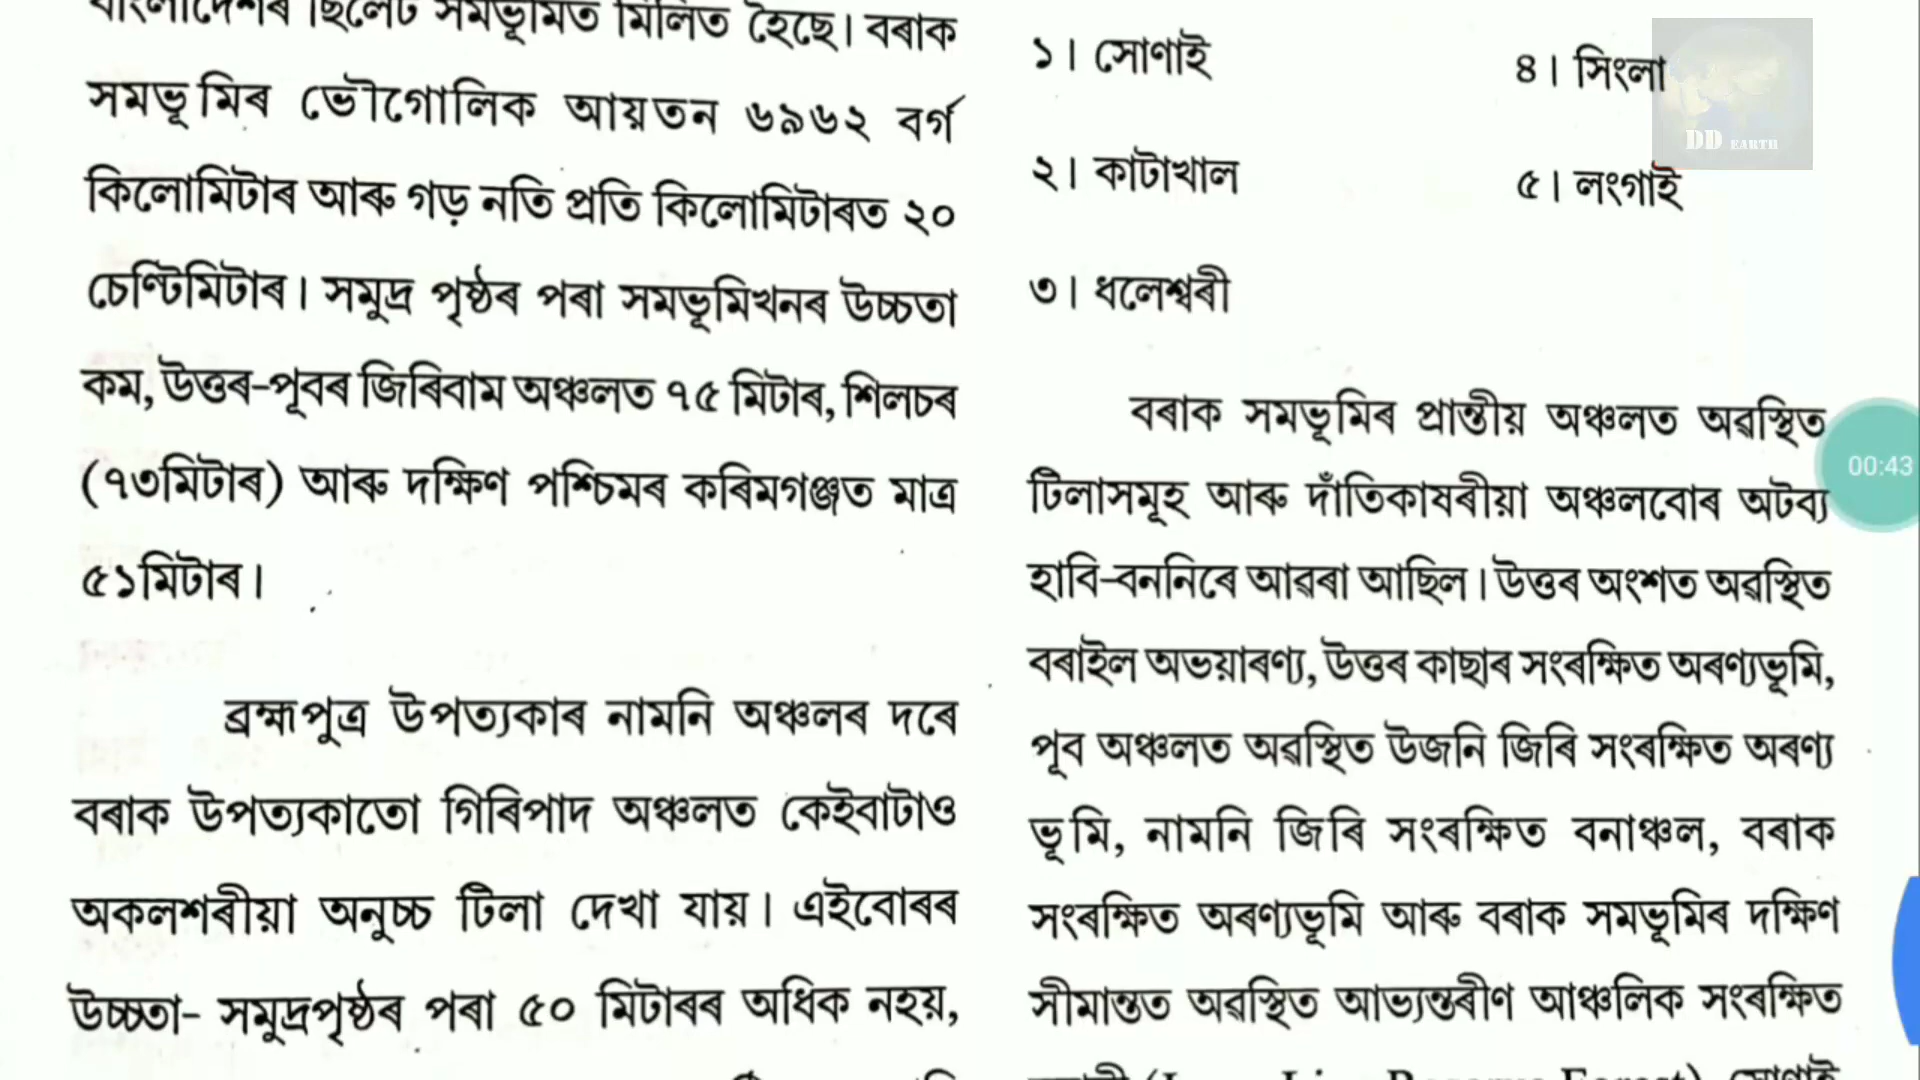 বাংলাদেশৰ ছিলেট সমভূমিত মিলিত হৈছে। বৰাক
সমভূমিৰ ভৌগোলিক আয়তন ৬৯৬২ বৰ্গ
কিলোমিটাৰ আৰু গড় নতি প্ৰতি কিলোমিটাৰত ২০
চেণ্টিমিটাৰ। সমুদ্ৰ পৃষ্ঠৰ পৰা সমভূমিখনৰ উচ্চতা
কম, উত্তৰ-পূবৰ জিৰিবাম অঞ্চলত ৭৫ মিটাৰ, শিলচৰ
(৭৩মিটাৰ) আৰু দক্ষিণ পশ্চিমৰ কৰিমগঞ্জত মাত্ৰ
৫১মিটাৰ।
ব্ৰহ্মপুত্ৰ উপত্যকাৰ নামনি অঞ্চলৰ দৰে
বৰাক উপত্যকাতো গিৰিপাদ অঞ্চলত কেইবাটাও
অকলশৰীয়া অনুচ্চ টিলা দেখা যায়। এইবোৰৰ
উচ্চতা- সমুদ্ৰপৃষ্ঠৰ পৰা ৫০ মিটাৰৰ অধিক নহয়,
১। সোণাই
৪। সিংলা
২। কাটাখাল
৫। লংগাই
৩। ধলেশ্বৰী
বৰাক সমভূমিৰ প্ৰান্তীয় অঞ্চলত অৱস্থিত
টিলাসমূহ আৰু দাঁতিকাষৰীয়া অঞ্চলবোৰ অটব্য
হাবি-বননিৰে আৱৰা আছিল। উত্তৰ অংশত অৱস্থিত
বৰাইল অভয়াৰণ্য, উত্তৰ কাছাৰ সংৰক্ষিত অৰণ্যভূমি,
পূব অঞ্চলত অৱস্থিত উজনি জিৰি সংৰক্ষিত অৰণ্য
ভূমি, নামনি জিৰি সংৰক্ষিত বনাঞ্চল, বৰাক
সংৰক্ষিত অৰণ্যভূমি আৰু বৰাক সমভূমিৰ দক্ষিণ
সীমান্তত অৱস্থিত আভ্যন্তৰীণ আঞ্চলিক সংৰক্ষিত
DD EARTH
00:43